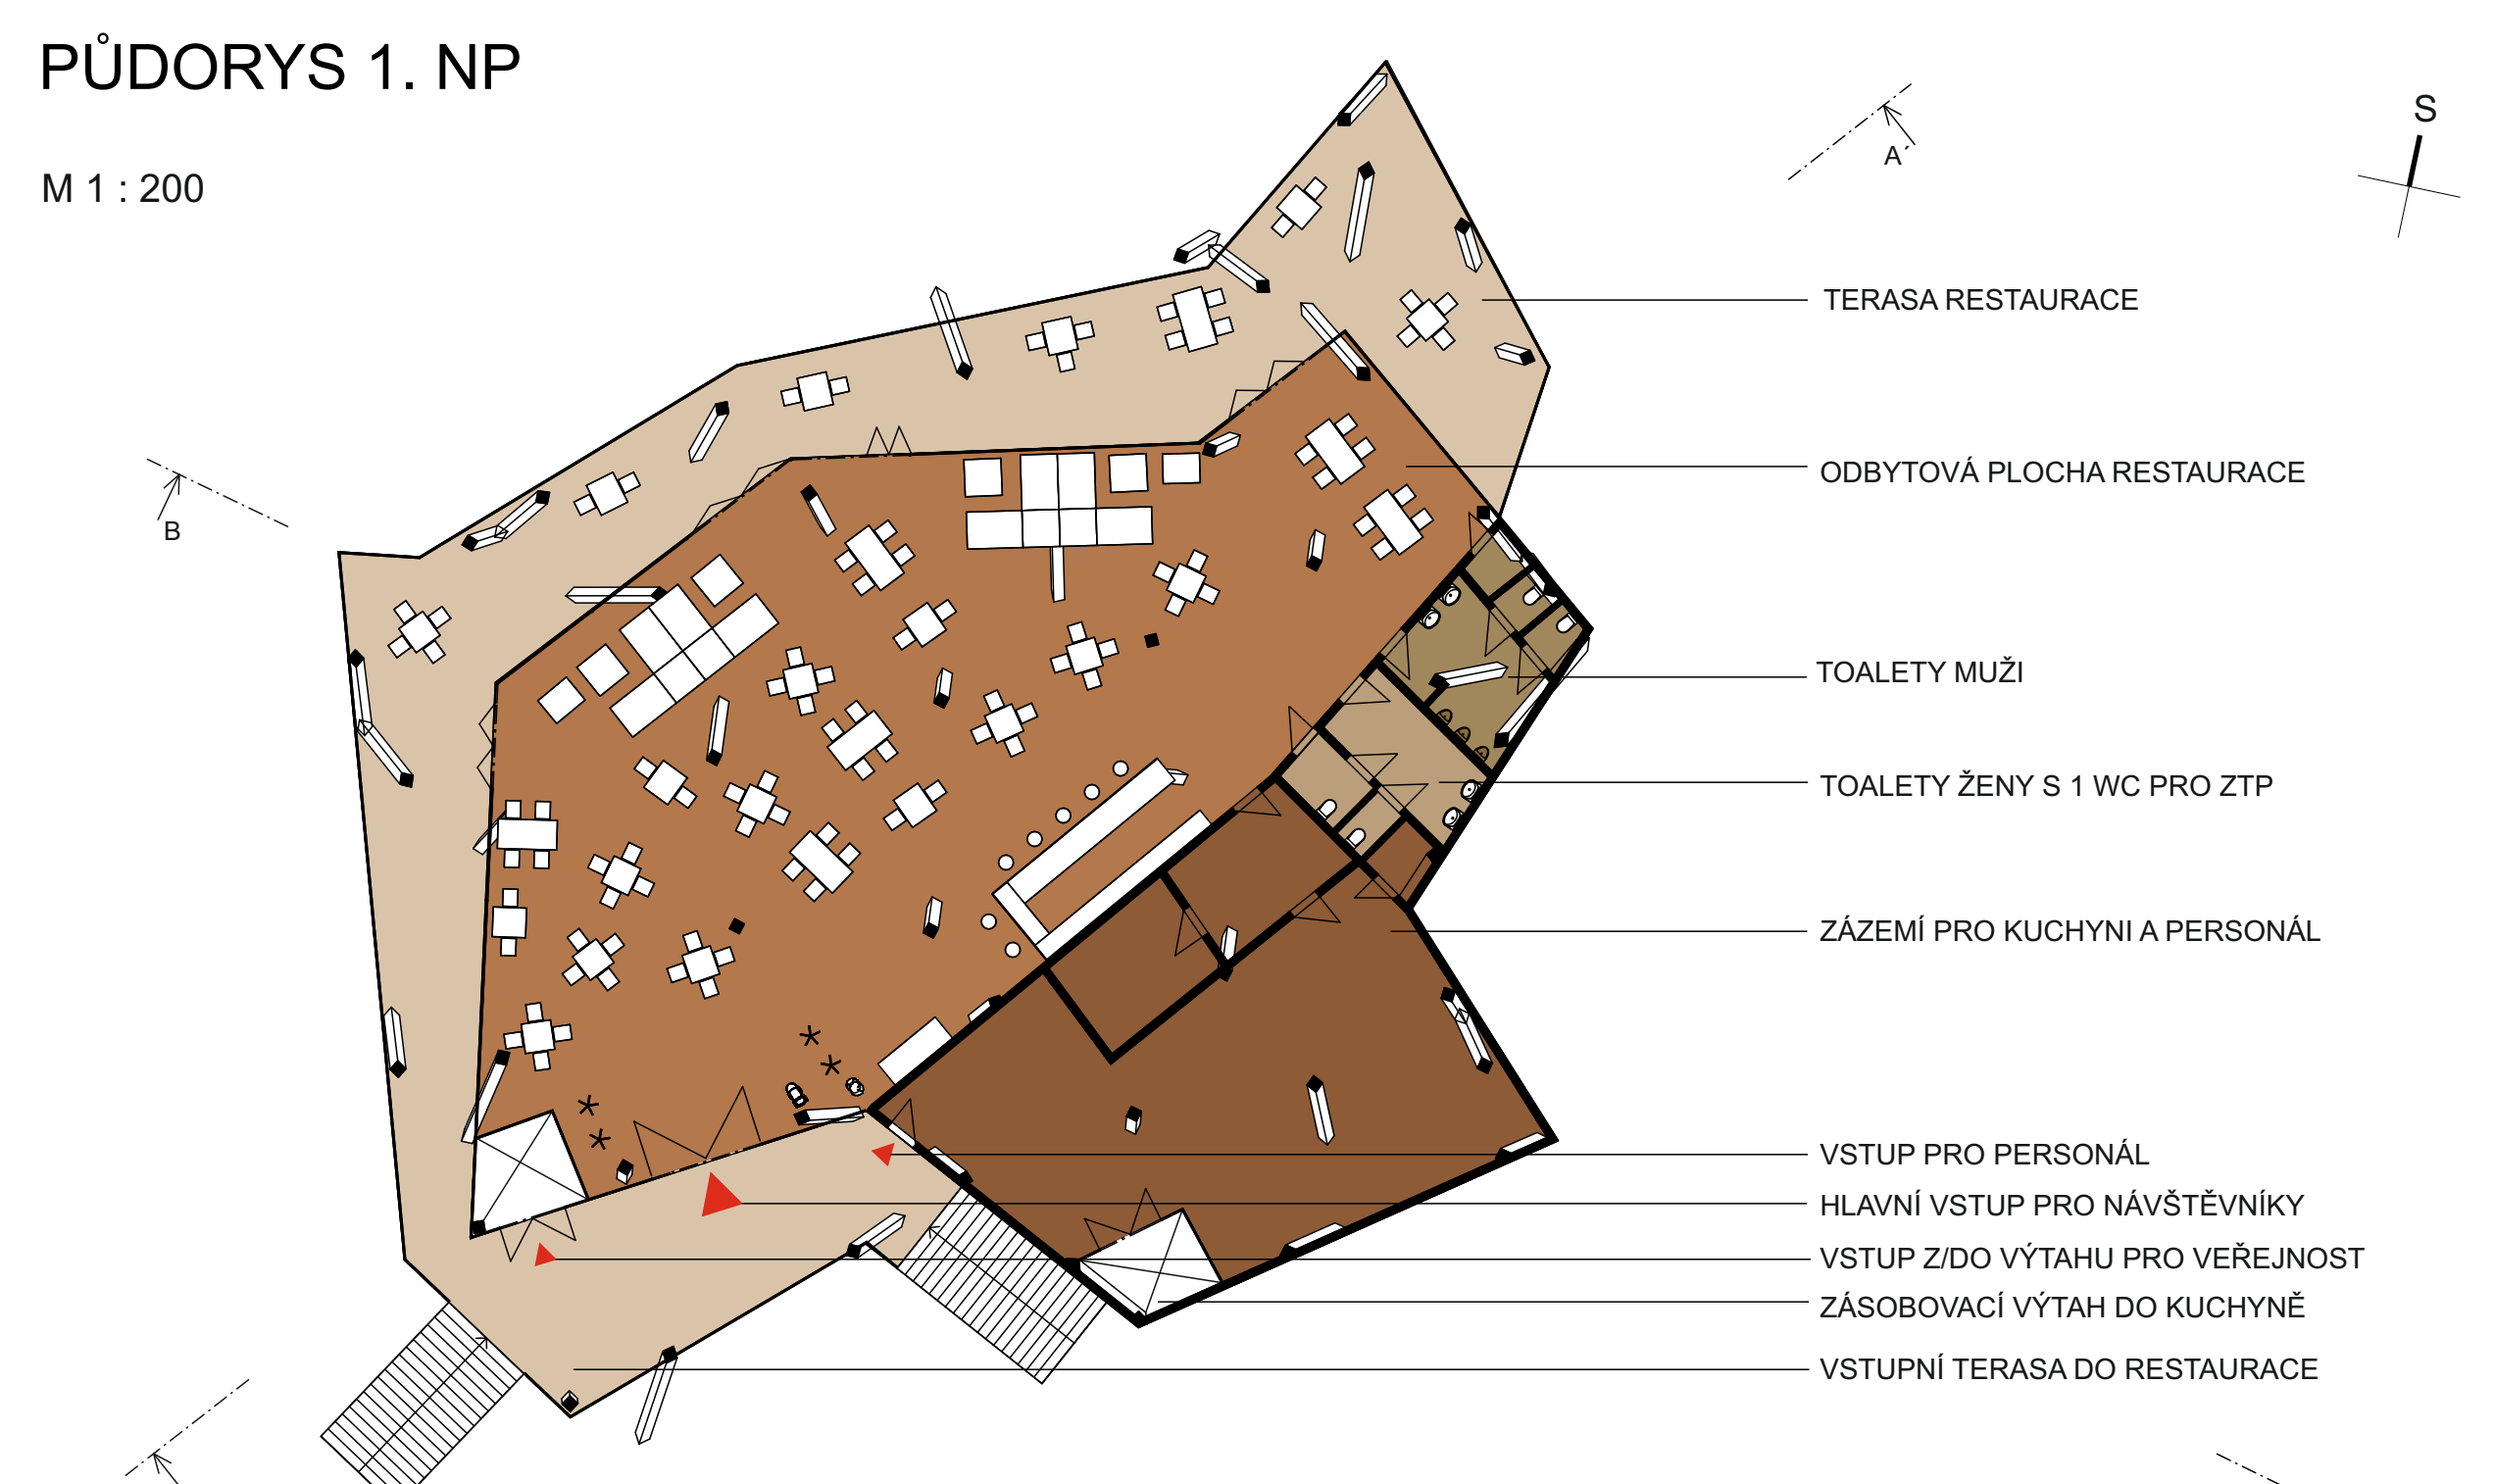 PŮDORYS 1. NP
M 1 : 200
S
A´
B
TERASA RESTAURACE
ODBYTOVÁ PLOCHA RESTAURACE
TOALETY MUŽI
TOALETY ŽENY S 1 WC PRO ZTP
ZÁZEMÍ PRO KUCHYNI A PERSONÁL
VSTUP PRO PERSONÁL
HLAVNÍ VSTUP PRO NÁVŠTĚVNÍKY
VSTUP Z/DO VÝTAHU PRO VEŘEJNOST
ZÁSOBOVACÍ VÝTAH DO KUCHYNĚ
VSTUPNÍ TERASA DO RESTAURACE